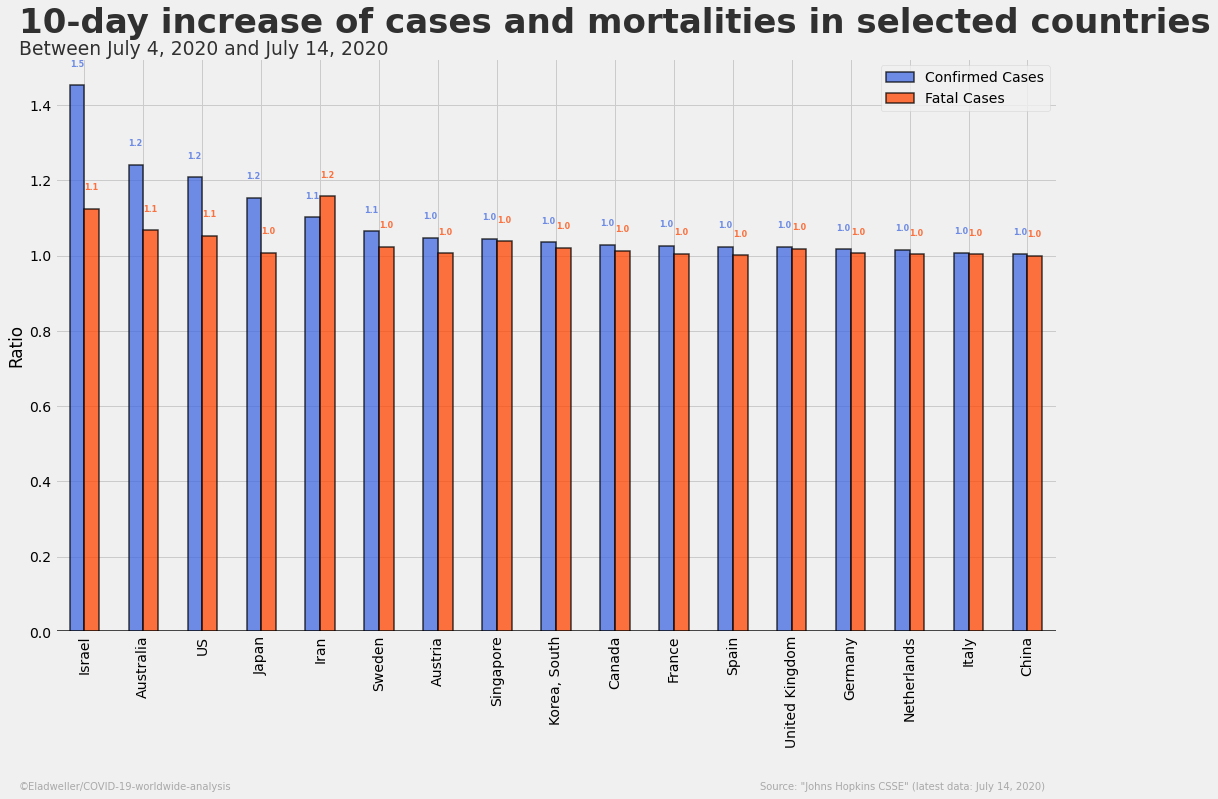 10-day increase of cases and mortalities in selected countries
Between July 4, 2020 and July 14, 2020
Confirmed Cases
Fatal Cases
Ratio
1.4
1.2
1.0
0.8
0.6
0.4
0.2
0.0
1.5 1.1 1.2 1.1 1.2 1.1 1.2 1.0 1.1 1.2 1.1 1.0 1.0 1.0 1.0 1.0 1.0 1.0 1.0 1.0 1.0 1.0 1.0 1.0 1.0 1.0 1.0 1.0 1.0 1.0 1.0 1.0 1.0 1.0
Israel
Australia
US
Japan
Iran
Sweden
Austria
Singapore
Korea, South
Canada
France
Spain
United Kingdom
Germany
Netherlands
Italy
China
©Eladweller/COVID-19-worldwide-analysis
Source: "Johns Hopkins CSSE" (latest data: July 14, 2020)